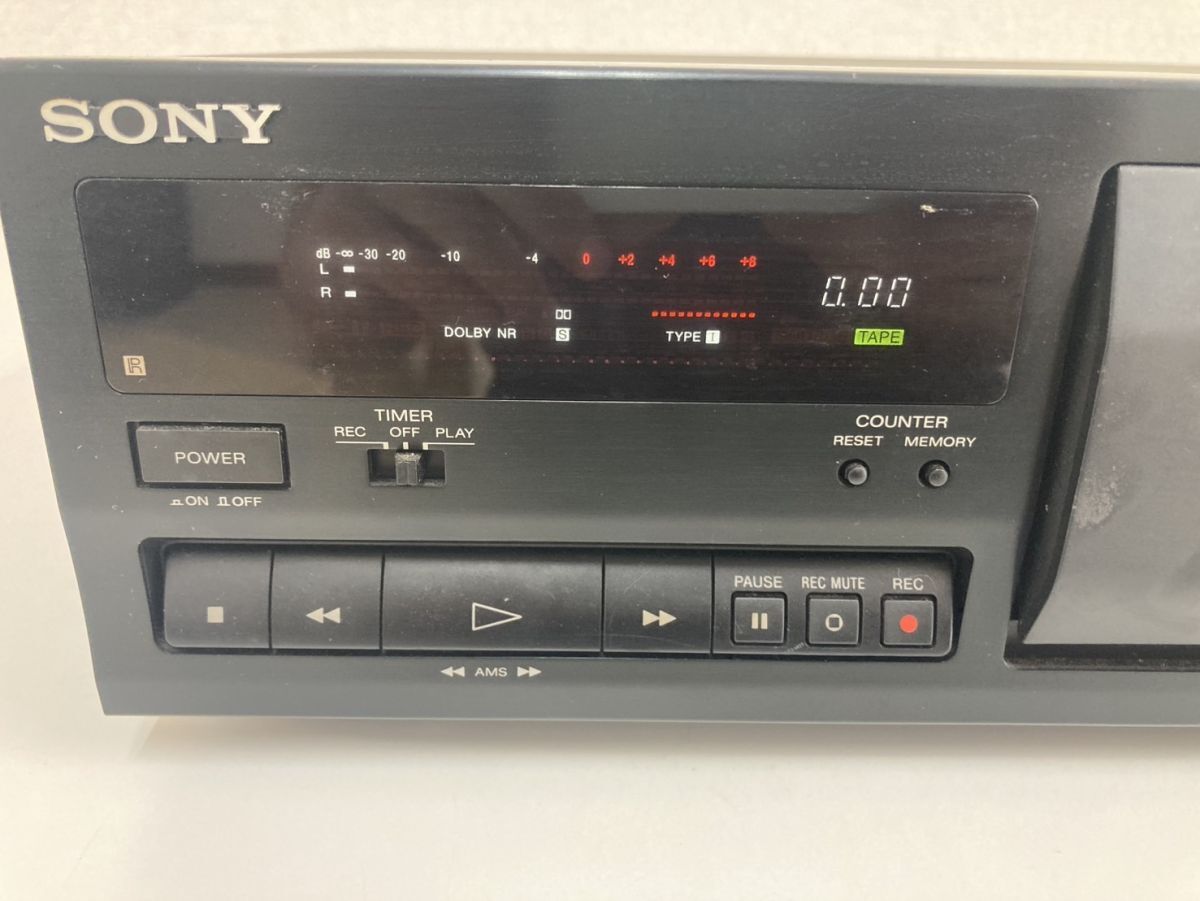 SONY
dB -∞ -30 -20 -10 -4 0 +2 +4 +6 +8
L
R
0.00
DOLBY NR S TYPE I TAPE
TIMER
REC OFF PLAY
COUNTER
RESET MEMORY
POWER
ON OFF
PAUSE REC MUTE REC
AMS